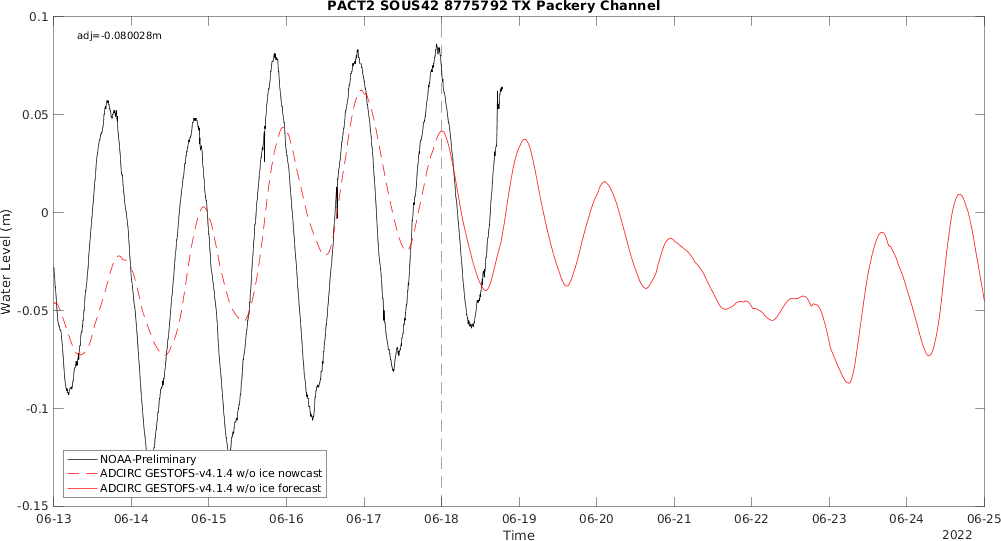 PACT2 SOUS42 8775792 TX Packery Channel
adj=-0.080028m
0.1
0.05
0
-0.05
-0.1
-0.15
Water Level (m)
NOAA-Preliminary
ADCIRC GESTOFS-v4.1.4 w/o ice nowcast
ADCIRC GESTOFS-v4.1.4 w/o ice forecast
06-13 06-14 06-15 06-16 06-17 06-18 06-19 06-20 06-21 06-22 06-23 06-24 06-25
Time
2022